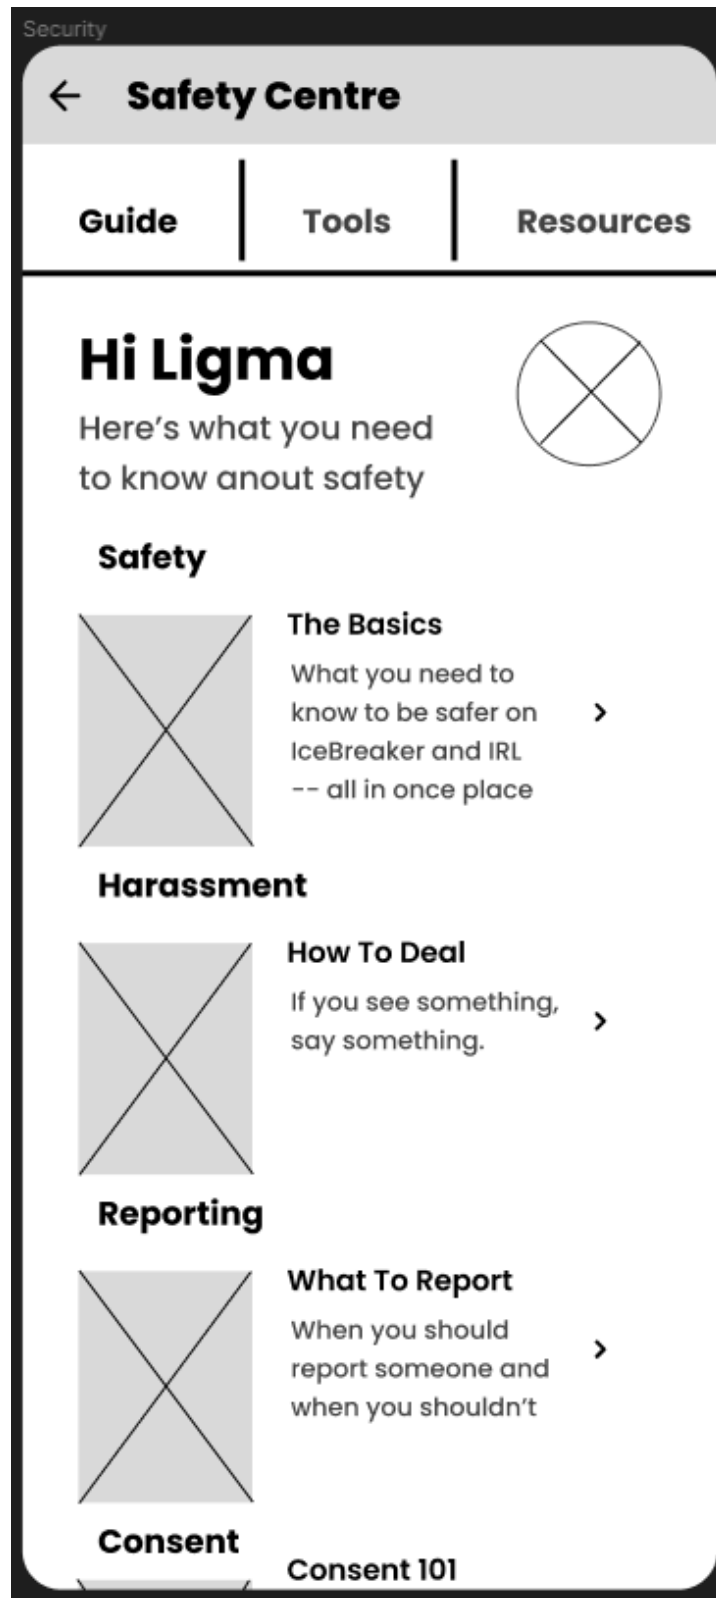 Security
Safety Centre
Guide
Tools
Resources
Hi Ligma
Here's what you need
to know anout safety
Safety
The Basics
What you need to
know to be safer on
IceBreaker and IRL
-- all in once place
Harassment
How To Deal
If you see something,
say something.
Reporting
What To Report
When you should
report someone and
when you shouldn't
Consent
Consent 101